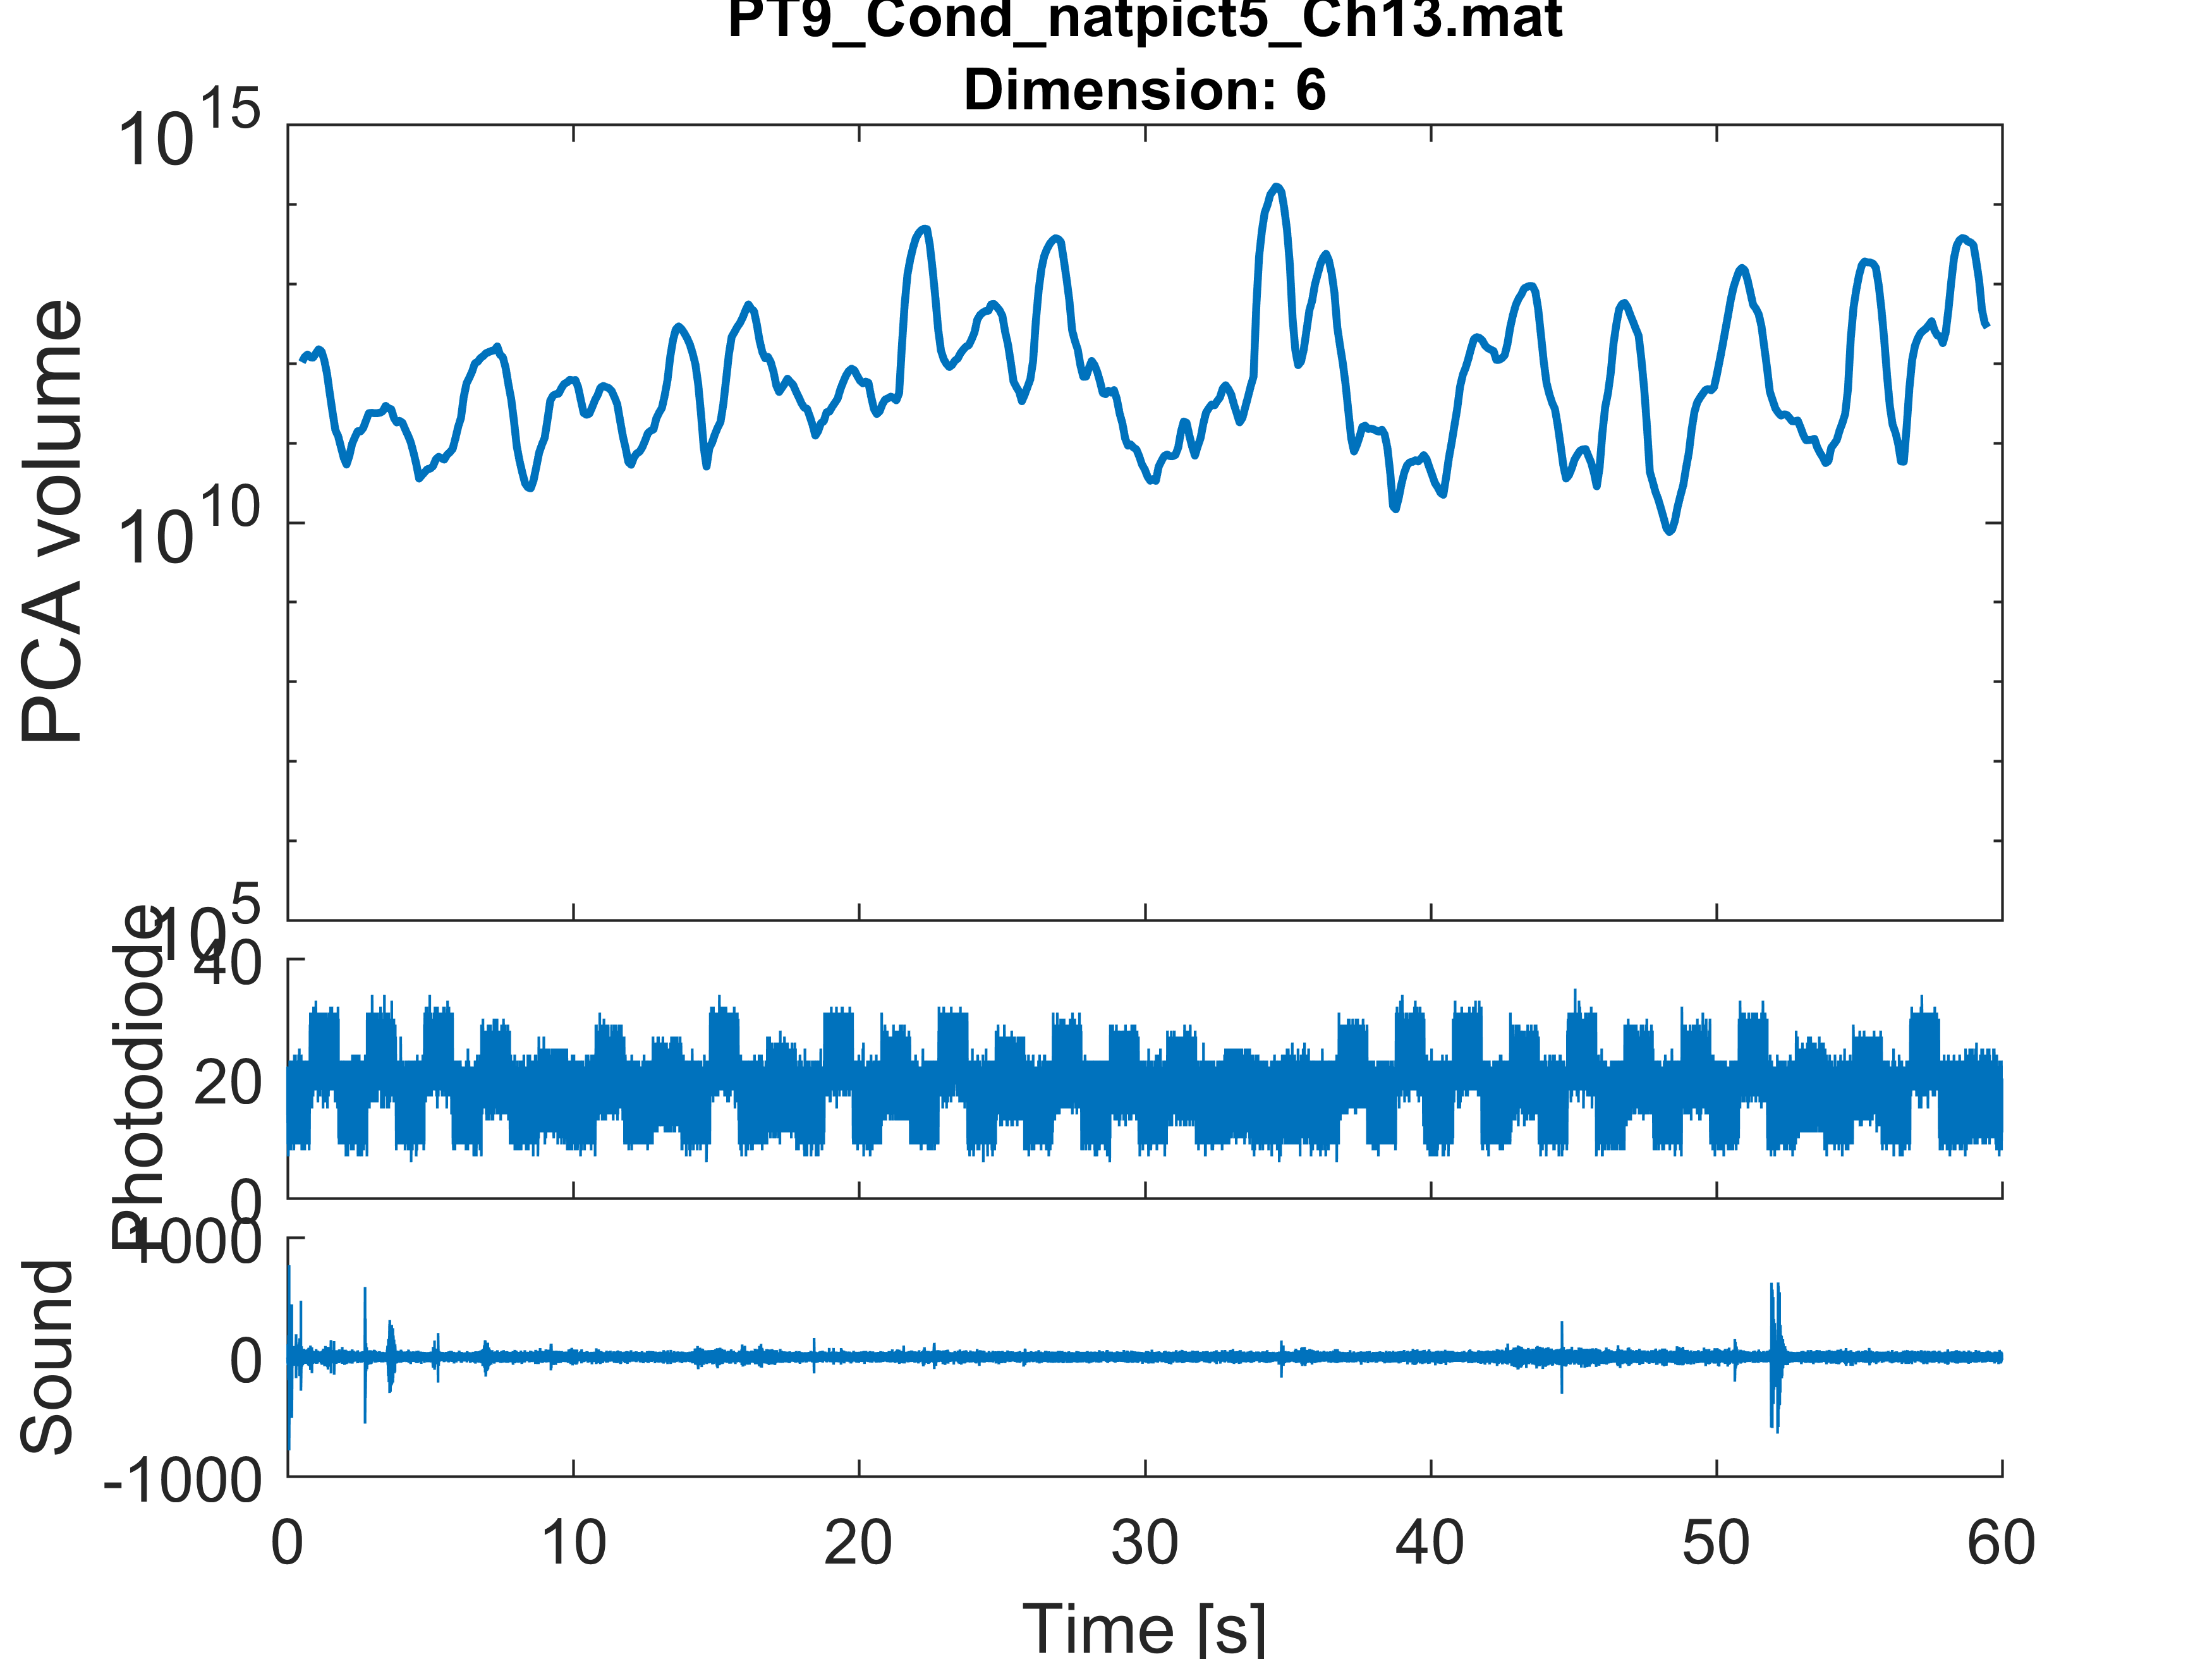 PT9_Cond_natpict5_Ch13.mat
Dimension: 6
10^15
10^10
10^5
PCA volume
40
20
0
Photodiode
1000
0
-1000
Sound
0 10 20 30 40 50 60
Time [s]